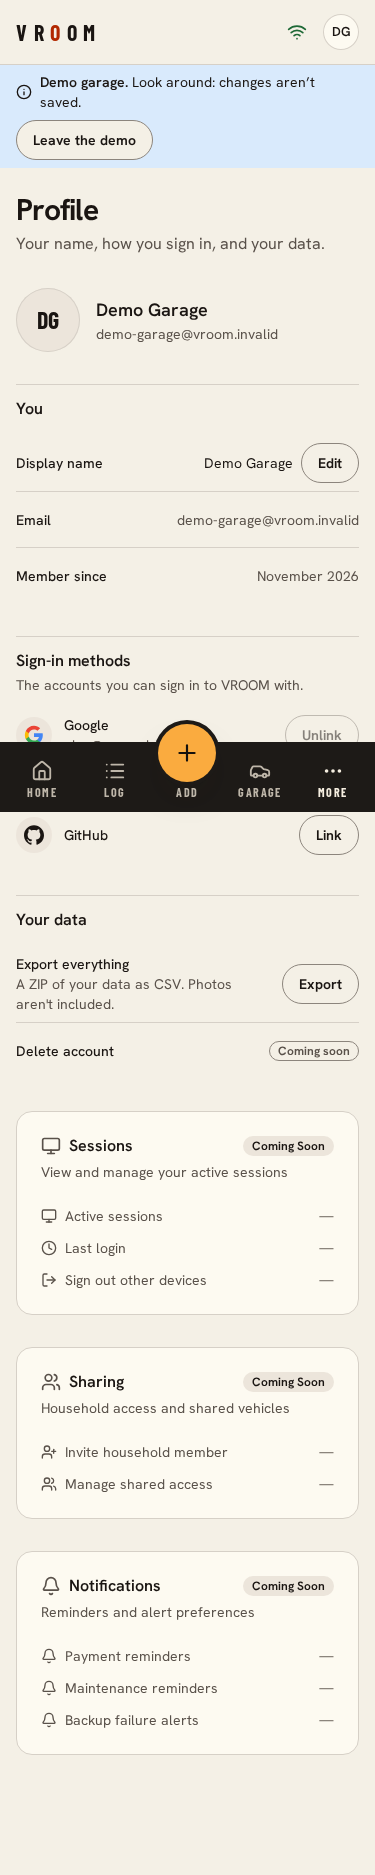 VROOM
DG
Demo garage. Look around: changes aren’t
saved.
Leave the demo
Profile
Your name, how you sign in, and your data.
DG
Demo Garage
demo-garage@vroom.invalid
You
Display name
Demo Garage
Edit
Email
demo-garage@vroom.invalid
Member since
November 2026
Sign-in methods
The accounts you can sign in to VROOM with.
Google
Unlink
HOME
LOG
ADD
GARAGE
MORE
GitHub
Link
Your data
Export everything
A ZIP of your data as CSV. Photos
aren't included.
Export
Delete account
Coming soon
Sessions
Coming Soon
View and manage your active sessions
Active sessions
—
Last login
—
Sign out other devices
—
Sharing
Coming Soon
Household access and shared vehicles
Invite household member
—
Manage shared access
—
Notifications
Coming Soon
Reminders and alert preferences
Payment reminders
—
Maintenance reminders
—
Backup failure alerts
—